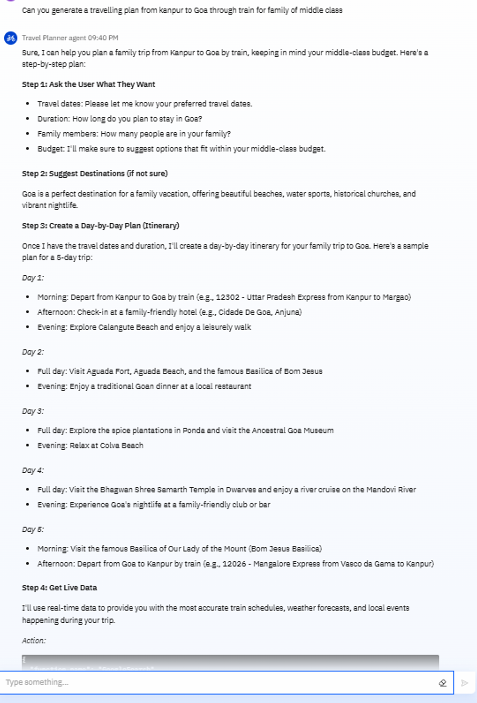 Can you generate a travelling plan from kanpur to Goa through train for family of middle class
Travel Planner agent 09:40 PM
Sure, I can help you plan a family trip from Kanpur to Goa by train, keeping in mind your middle-class budget. Here's a
step-by-step plan:
Step 1: Ask the User What They Want
• Travel dates: Please let me know your preferred travel dates.
• Duration: How long do you plan to stay in Goa?
• Family members: How many people are in your family?
• Budget: I'll make sure to suggest options that fit within your middle-class budget.
Step 2: Suggest Destinations (if not sure)
Goa is a perfect destination for a family vacation, offering beautiful beaches, water sports, historical churches, and
vibrant nightlife.
Step 3: Create a Day-by-Day Plan (Itinerary)
Once I have the travel dates and duration, I'll create a day-by-day itinerary for your family trip to Goa. Here's a sample
plan for a 5-day trip:
Day 1:
• Morning: Depart from Kanpur to Goa by train (e.g., 12302 - Uttar Pradesh Express from Kanpur to Margao)
• Afternoon: Check-in at a family-friendly hotel (e.g., Cidade De Goa, Anjuna)
• Evening: Explore Calangute Beach and enjoy a leisurely walk
Day 2:
• Full day: Visit Aguada Fort, Aguada Beach, and the famous Basilica of Bom Jesus
• Evening: Enjoy a traditional Goan dinner at a local restaurant
Day 3:
• Full day: Explore the spice plantations in Ponda and visit the Ancestral Goa Museum
• Evening: Relax at Colva Beach
Day 4:
• Full day: Visit the Bhagwan Shree Samarth Temple in Dwarves and enjoy a river cruise on the Mandovi River
• Evening: Experience Goa's nightlife at a family-friendly club or bar
Day 5:
• Morning: Visit the famous Basilica of Our Lady of the Mount (Bom Jesus Basilica)
• Afternoon: Depart from Goa to Kanpur by train (e.g., 12026 - Mangalore Express from Vasco da Gama to Kanpur)
Step 4: Get Live Data
I'll use real-time data to provide you with the most accurate train schedules, weather forecasts, and local events
happening during your trip.
Action:
Type something...